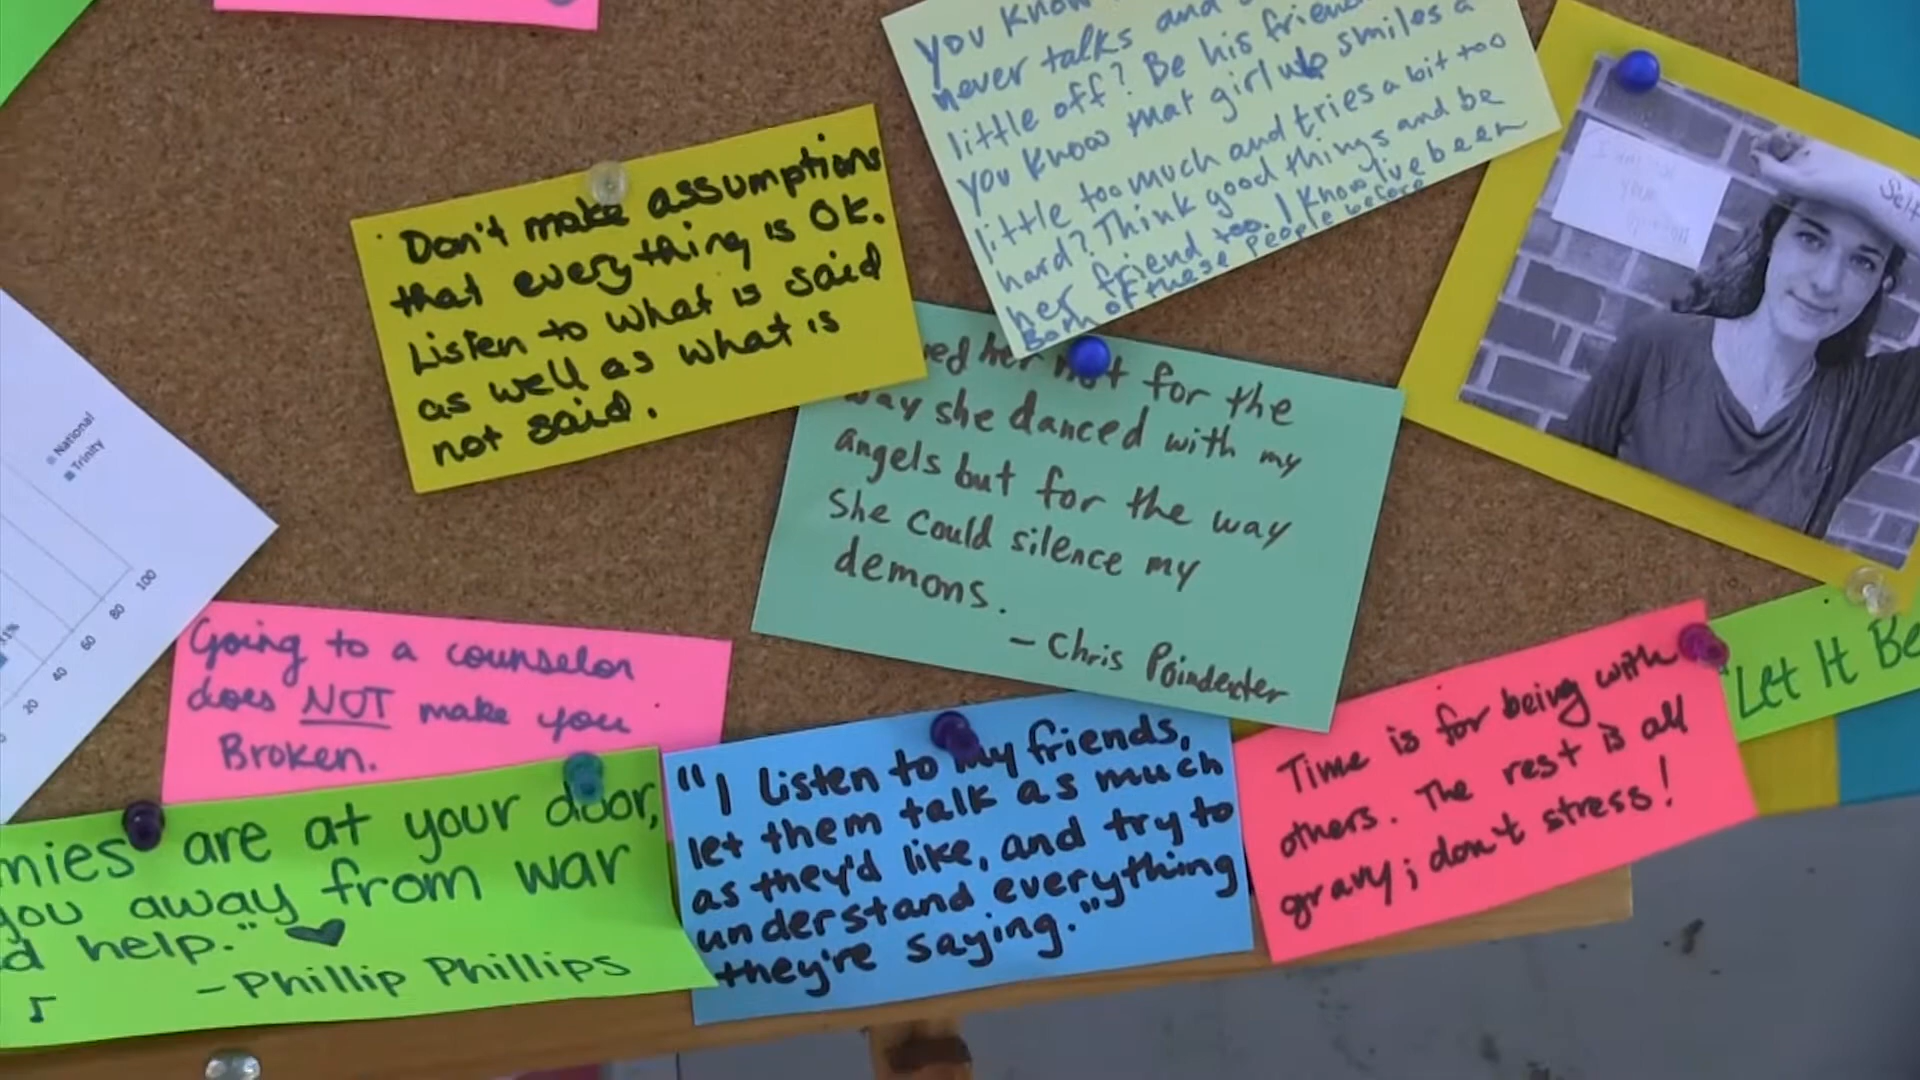 you know
never talks and
little off? Be his friend
you know that girl who smiles a
little too much and tries a bit too
hard? Think good things and be
her friend too. I know I've been
Both of these People before
Don't make assumptions
that everything is OK.
Listen to what is said
as well as what is
not said.
her not for the
way she danced with my
angels but for the way
She could silence my
demons.
- Chris Poindexter
Self
National
Trinity
20
40
60
80
100
Going to a counselor
does NOT make you
Broken.
are at your door,
you away from war
help."
- Phillip Phillips
"I listen to my friends,
let them talk as much
as they'd like, and try to
understand everything
they're saying."
Time is for being with
others. The rest is all
gravy; don't stress!
Let It Be